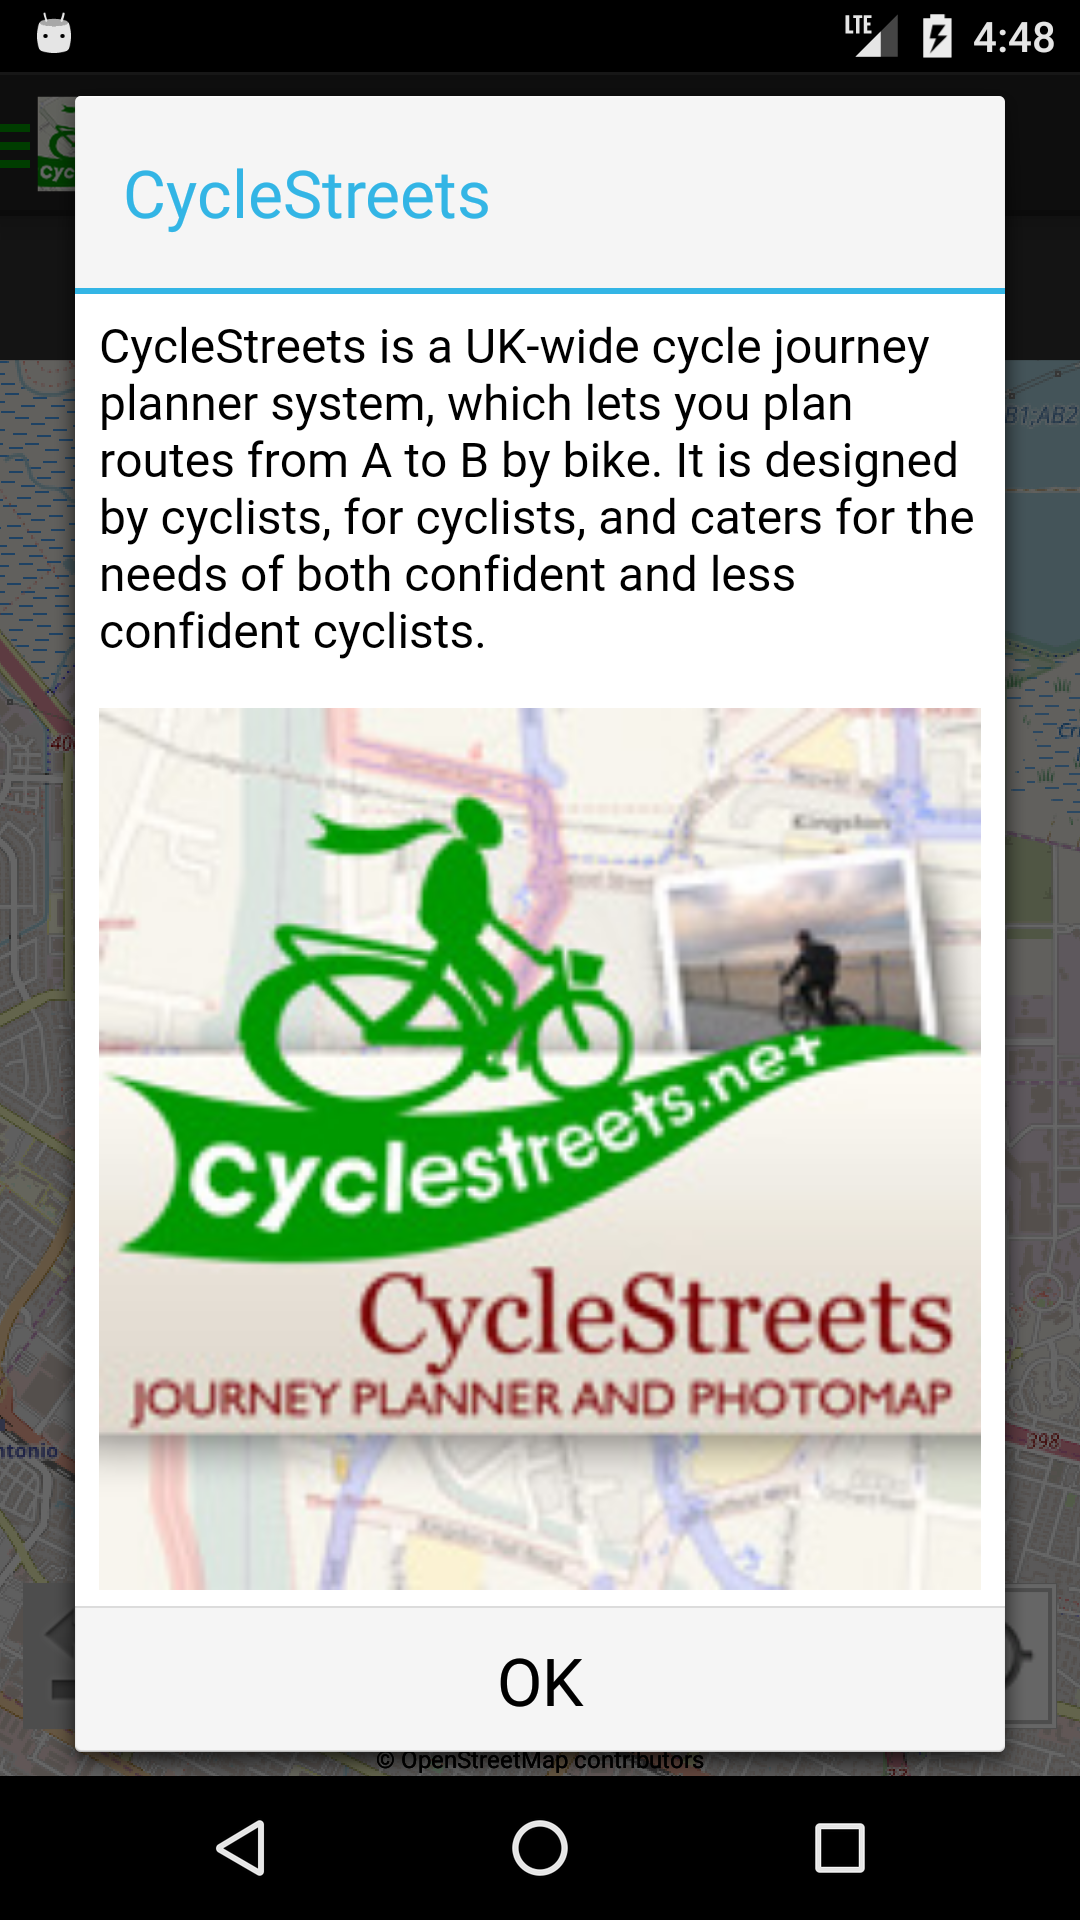 LTE 4:48
CycleStreets
CycleStreets is a UK-wide cycle journey
planner system, which lets you plan
routes from A to B by bike. It is designed
by cyclists, for cyclists, and caters for the
needs of both confident and less
confident cyclists.
Kingston
Cyclestreets.net
CycleStreets
JOURNEY PLANNER AND PHOTOMAP
398
OK
© OpenStreetMap contributors